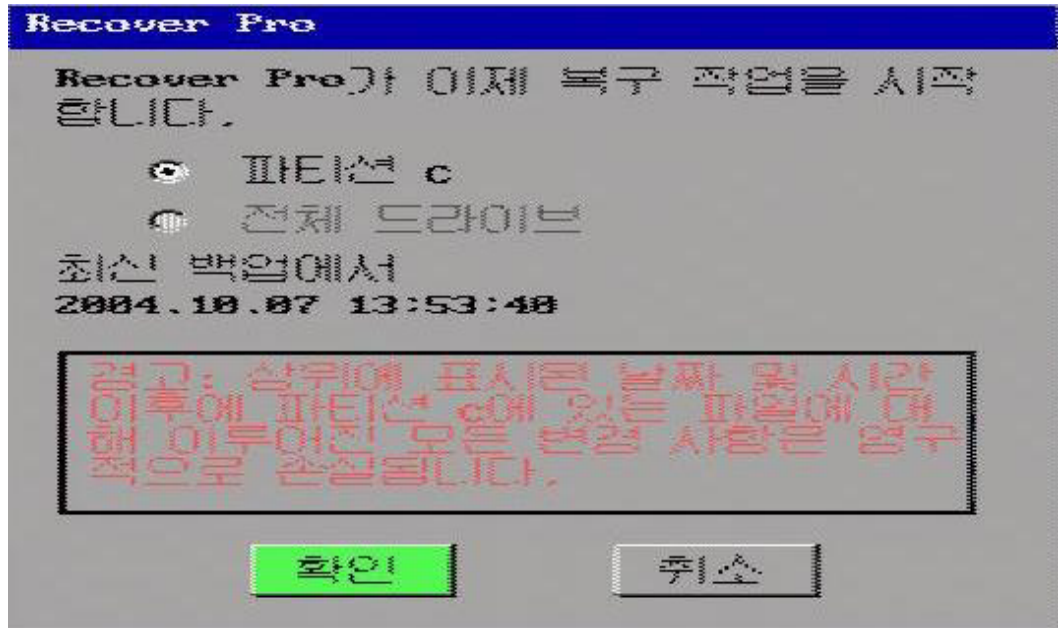 Recover Pro
Recover Pro가 이제 복구 작업을 시작
합니다.
파티션 c
전체 드라이브
최신 백업에서
2004.10.07 13:53:40
경고: 상위에 표시된 날짜 및 시간
이후에 파티션 c에 있는 파일에 대
해 이루어진 모든 변경 사항은 영구
적으로 손실됩니다.
확인
취소